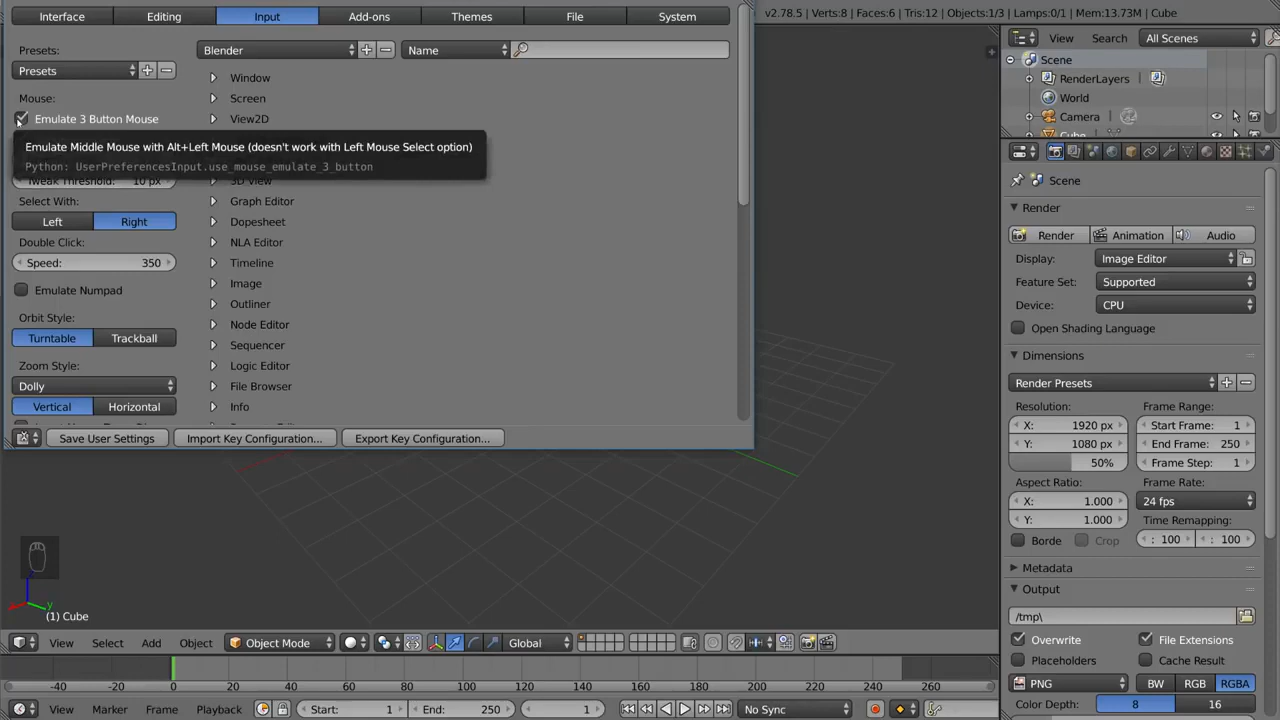 Interface Editing Input Add-ons Themes File System
v2.78.5 | Verts:8 | Faces:6 | Tris:12 | Objects:1/3 | Lamps:0/1 | Mem:13.73M | Cube
Presets:
Presets
Blender
Name
Mouse:
Emulate 3 Button Mouse
Window
Screen
View2D
Emulate Middle Mouse with Alt+Left Mouse (doesn't work with Left Mouse Select option)
Python: UserPreferencesInput.use_mouse_emulate_3_button
Tweak Threshold: 10 px
3D View
Select With:
Left Right
Double Click:
Speed: 350
Emulate Numpad
Orbit Style:
Turntable Trackball
Zoom Style:
Dolly
Vertical Horizontal
Graph Editor
Dopesheet
NLA Editor
Timeline
Image
Outliner
Node Editor
Sequencer
Logic Editor
File Browser
Info
Save User Settings Import Key Configuration... Export Key Configuration...
View Search All Scenes
Scene
RenderLayers
World
Camera
Cube
Scene
Render
Render Animation Audio
Display: Image Editor
Feature Set: Supported
Device: CPU
Open Shading Language
Dimensions
Render Presets
Resolution: Frame Range:
X: 1920 px Start Frame: 1
Y: 1080 px End Frame: 250
50% Frame Step: 1
Aspect Ratio: Frame Rate:
X: 1.000 24 fps
Y: 1.000 Time Remapping:
Borde Crop : 100 : 100
Metadata
Output
/tmp\
Overwrite File Extensions
Placeholders Cache Result
PNG BW RGB RGBA
Color Depth: 8 16
(1) Cube
View Select Add Object Object Mode Global
-40 -20 0 20 40 60 80 100 120 140 160 180 200 220 240 260
View Marker Frame Playback Start: 1 End: 250 1 No Sync